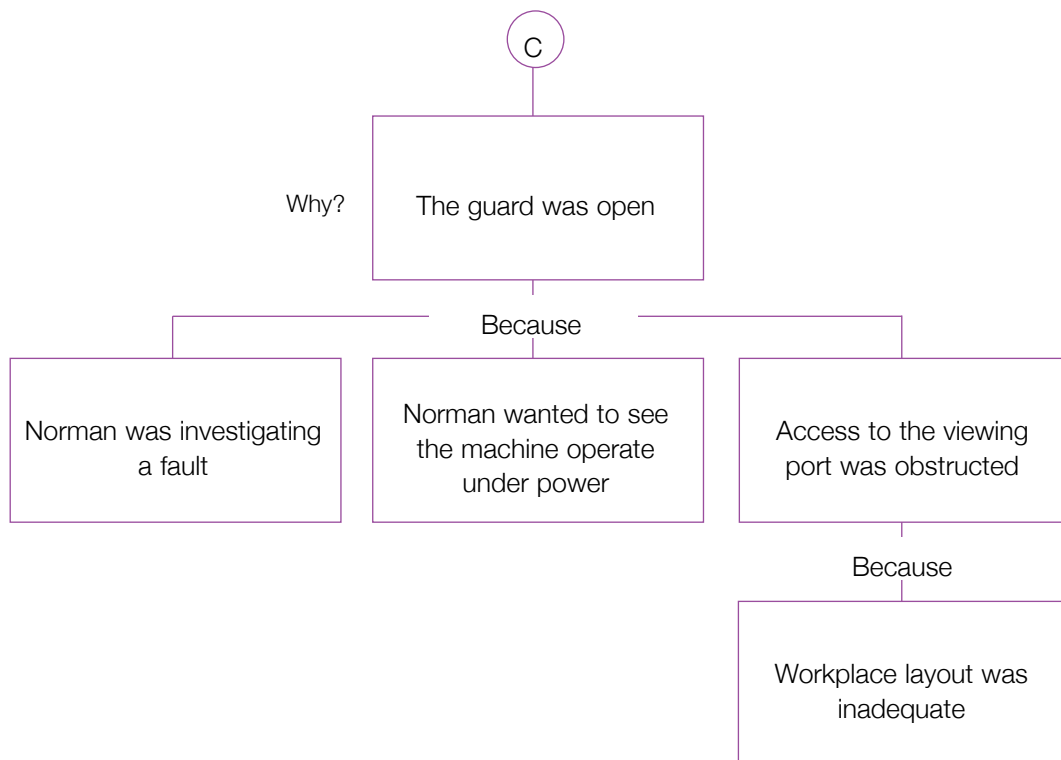 C
Why?
The guard was open
Because
Norman was investigating
a fault
Norman wanted to see
the machine operate
under power
Access to the viewing
port was obstructed
Because
Workplace layout was
inadequate